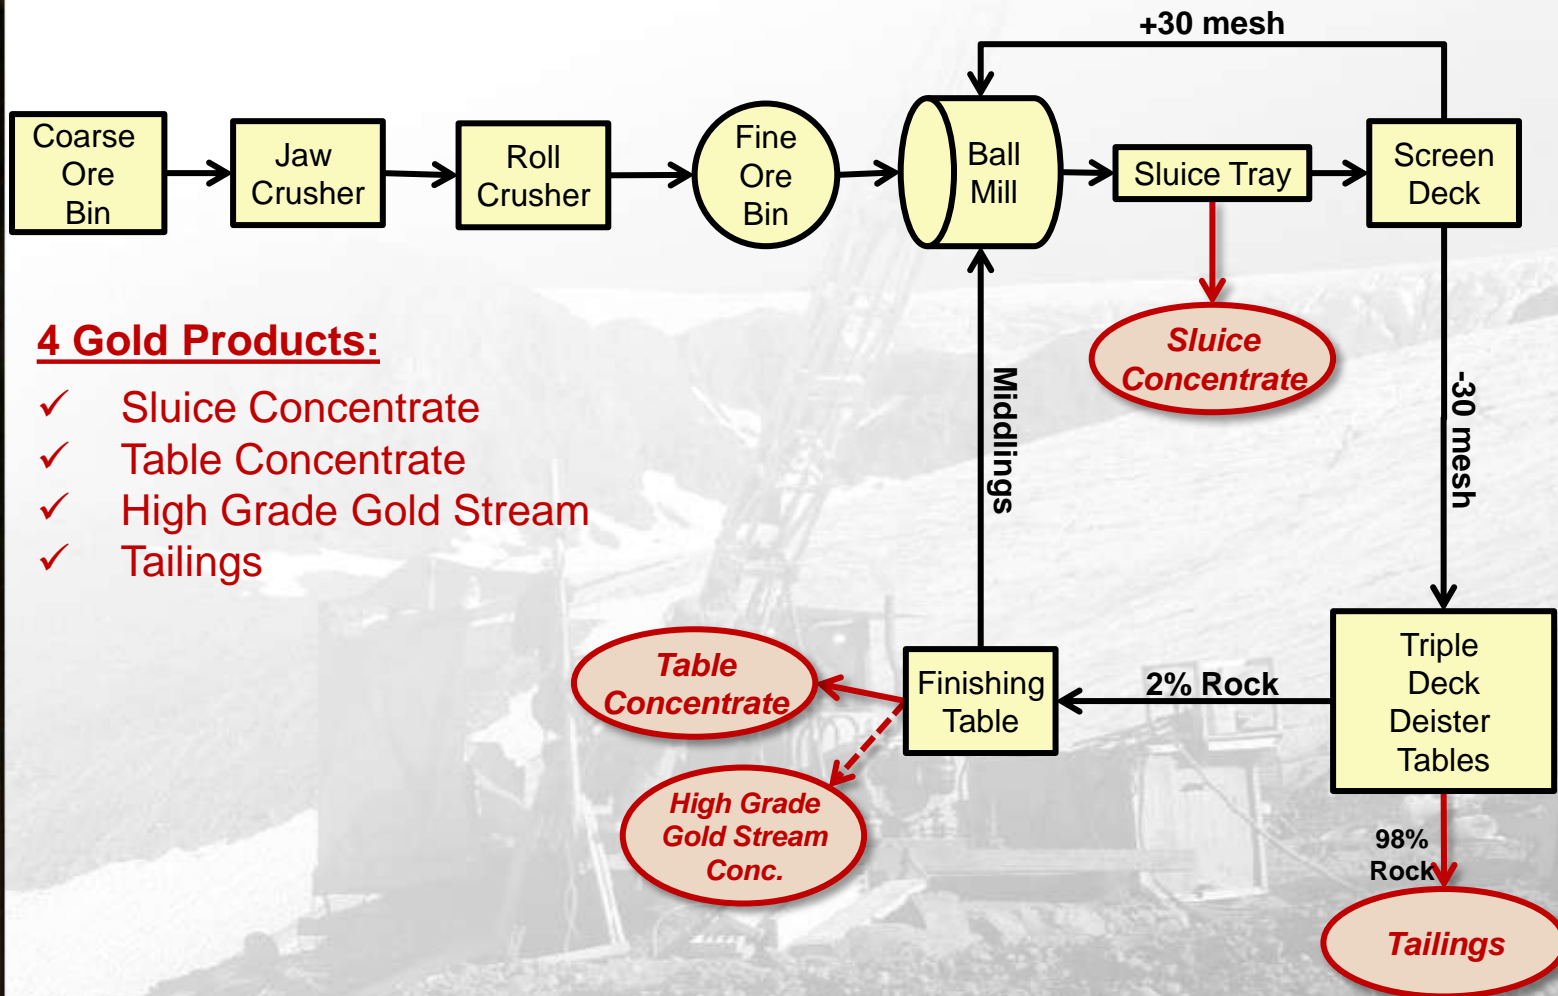 +30 mesh
Coarse
Ore
Bin
Jaw
Crusher
Roll
Crusher
Fine
Ore
Bin
Ball
Mill
Sluice Tray
Screen
Deck
4 Gold Products:
✓ Sluice Concentrate
✓ Table Concentrate
✓ High Grade Gold Stream
✓ Tailings
Sluice
Concentrate
Middlings
-30 mesh
Table
Concentrate
Finishing
Table
2% Rock
Triple
Deck
Deister
Tables
High Grade
Gold Stream
Conc.
98%
Rock
Tailings